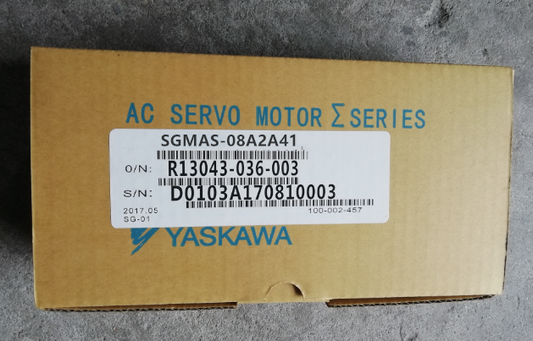 AC SERVO MOTOR Σ SERIES
SGMAS-08A2A41
O/N: R13043-036-003
S/N: D0103A170810003
2017.05
100-002-457
SG-01
YASKAWA